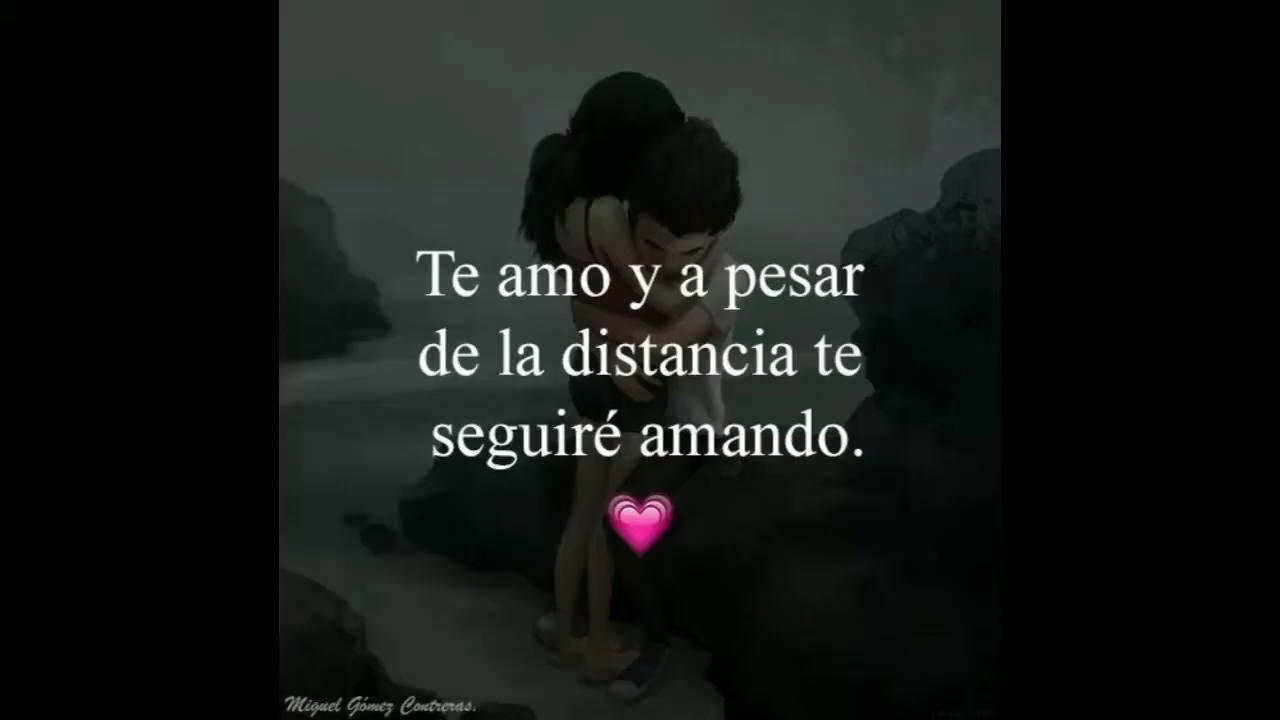 Te amo y a pesar
de la distancia te
seguiré amando.
Miguel Gómez Contreras.